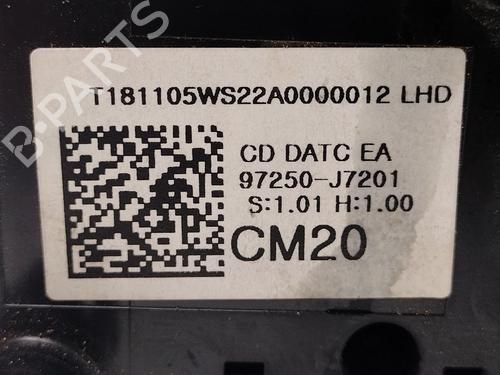 B-PARTS
T181105WS22A0000012 LHD
CD DATC EA
97250-J7201
S:1.01 H:1.00
CM20